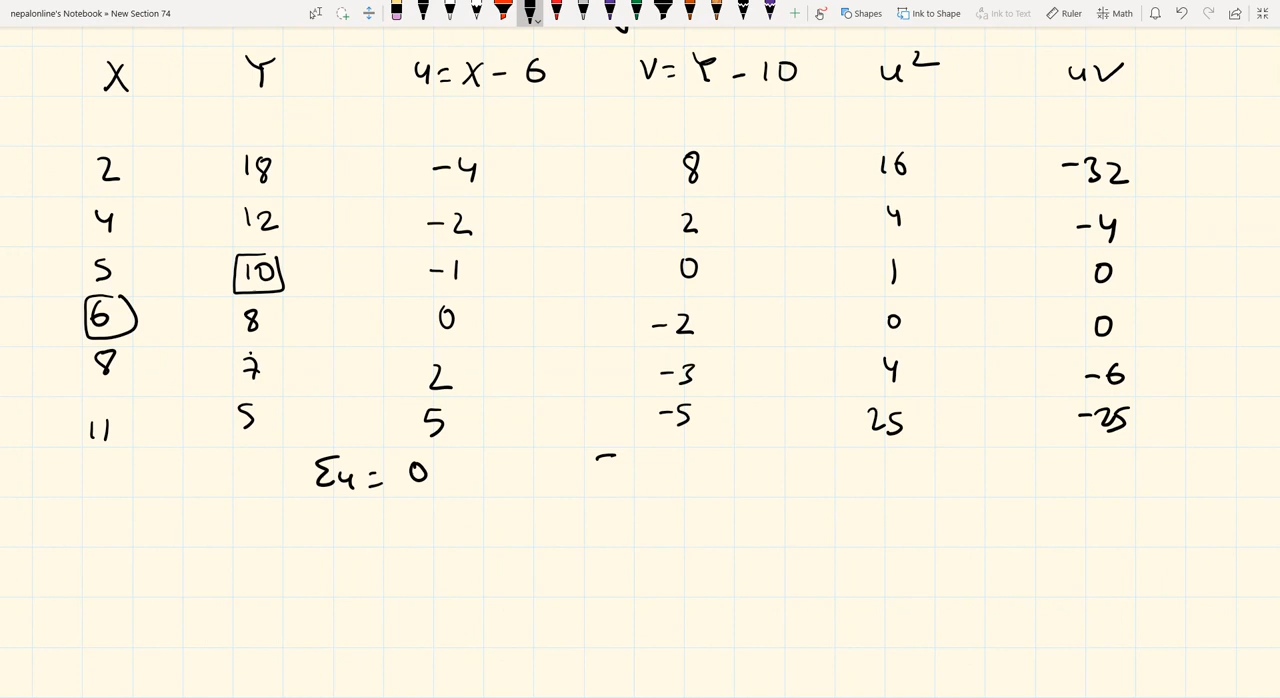 nepalonline's Notebook » New Section 74
Shapes Ink to Shape Ink to Text Ruler Math
X Y u = X - 6 V = Y - 10 u² uv
2 18 -4 8 16 -32
4 12 -2 2 4 -4
5 10 -1 0 1 0
6 8 0 -2 0 0
8 7 2 -3 4 -6
11 5 5 -5 25 -25
Σu = 0